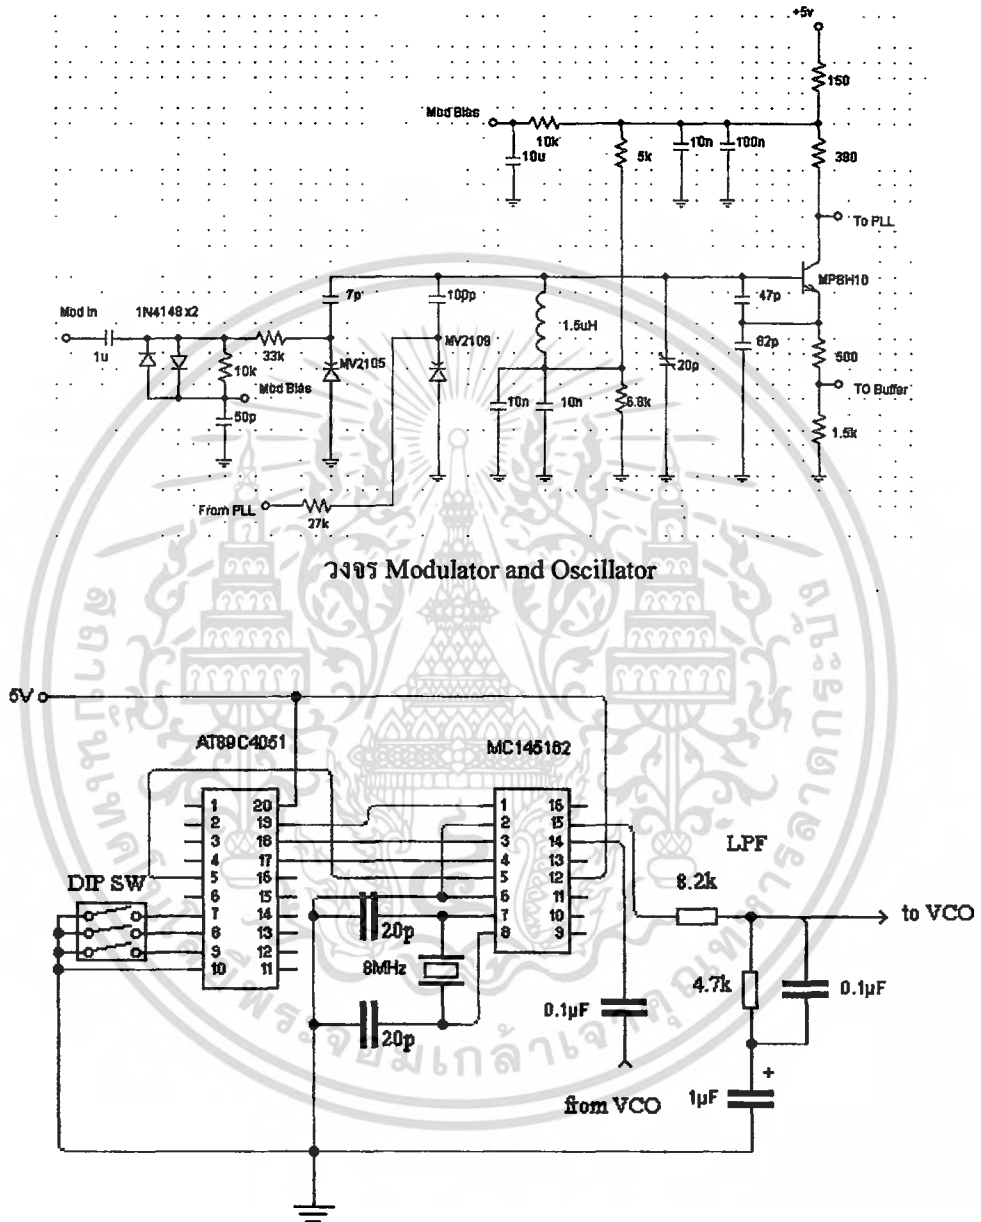 +5v
150
Mod Bias
10k
10u
5k
10n
100n
390
To PLL
MPSH10
7p
100p
47p
Mod In
1N4148 x2
1.5uH
82p
1u
33k
MV2105
MV2109
20p
500
10k
Mod Bias
TO Buffer
10n
10n
6.8k
50p
1.5k
From PLL
27k
วงจร Modulator and Oscillator
5V
AT89C4051
MC145162
1 20
2 19
3 18
4 17
5 16
6 15
7 14
8 13
9 12
10 11
1 16
2 15
3 14
4 13
5 12
6 11
7 10
8 9
DIP SW
LPF
8.2k
to VCO
20p
8MHz
4.7k
0.1µF
0.1µF
20p
+
from VCO
1µF